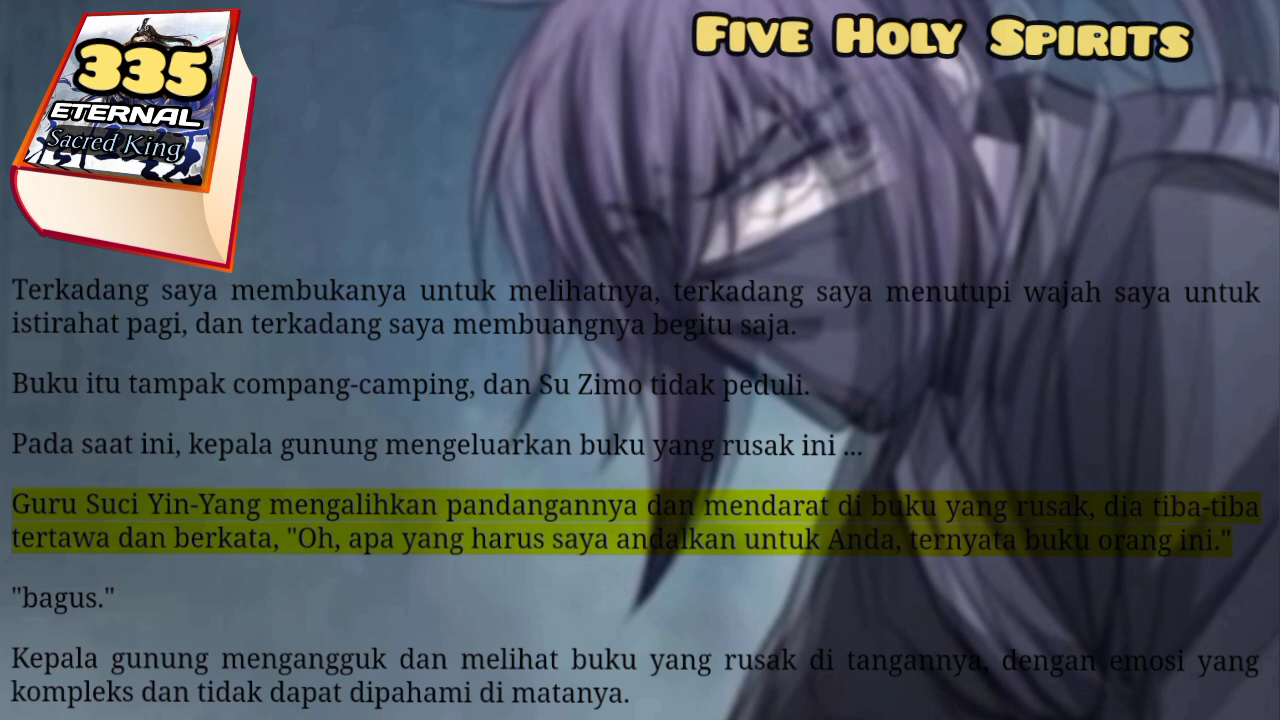 335
ETERNAL
Sacred King
FIVE HOLY SPIRITS
Terkadang saya membukanya untuk melihatnya, terkadang saya menutupi wajah saya untuk
istirahat pagi, dan terkadang saya membuangnya begitu saja.
Buku itu tampak compang-camping, dan Su Zimo tidak peduli.
Pada saat ini, kepala gunung mengeluarkan buku yang rusak ini ...
Guru Suci Yin-Yang mengalihkan pandangannya dan mendarat di buku yang rusak, dia tiba-tiba
tertawa dan berkata, "Oh, apa yang harus saya andalkan untuk Anda, ternyata buku orang ini."
"bagus."
Kepala gunung mengangguk dan melihat buku yang rusak di tangannya, dengan emosi yang
kompleks dan tidak dapat dipahami di matanya.